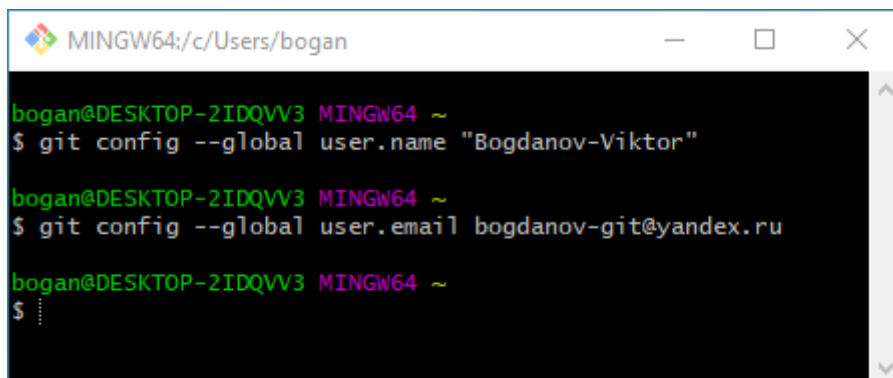 MINGW64:/c/Users/bogan
bogan@DESKTOP-2IDQVV3 MINGW64 ~
$ git config --global user.name "Bogdanov-Viktor"
bogan@DESKTOP-2IDQVV3 MINGW64 ~
$ git config --global user.email bogdanov-git@yandex.ru
bogan@DESKTOP-2IDQVV3 MINGW64 ~
$